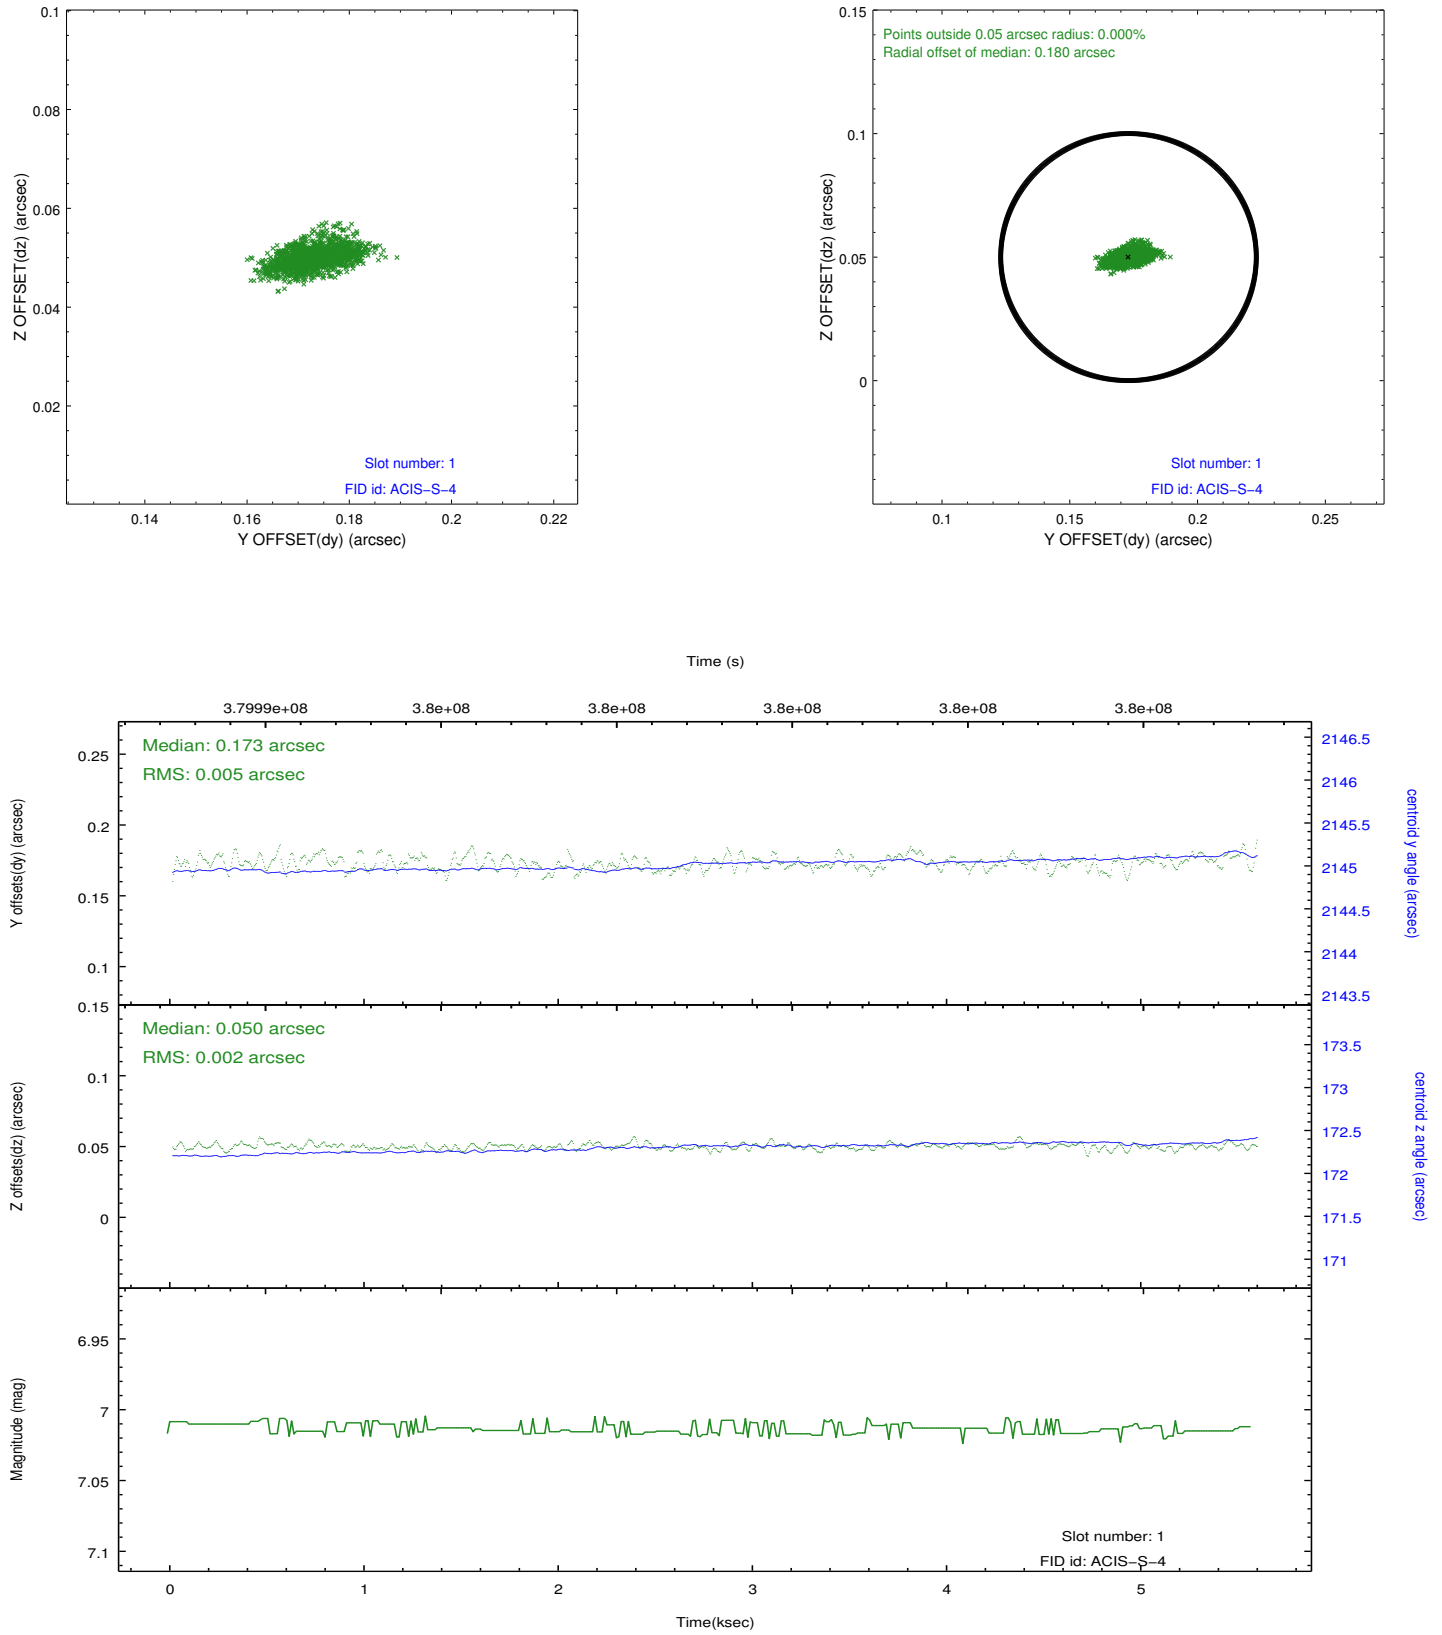 0.1
0.08
0.06
0.04
0.02
Z OFFSET(dz) (arcsec)
Slot number: 1
FID id: ACIS−S−4
0.14 0.16 0.18 0.2 0.22
Y OFFSET(dy) (arcsec)
0.15
0.1
0.05
0
Z OFFSET(dz) (arcsec)
Points outside 0.05 arcsec radius: 0.000%
Radial offset of median: 0.180 arcsec
Slot number: 1
FID id: ACIS−S−4
0.1 0.15 0.2 0.25
Y OFFSET(dy) (arcsec)
Time (s)
3.7999e+08 3.8e+08 3.8e+08 3.8e+08 3.8e+08 3.8e+08
Median: 0.173 arcsec
RMS: 0.005 arcsec
0.25
0.2
0.15
0.1
Y offsets(dy) (arcsec)
2146.5
2146
2145.5
2145
2144.5
2144
2143.5
centroid y angle (arcsec)
Median: 0.050 arcsec
RMS: 0.002 arcsec
0.15
0.1
0.05
0
Z offsets(dz) (arcsec)
173.5
173
172.5
172
171.5
171
centroid z angle (arcsec)
6.95
7
7.05
7.1
Magnitude (mag)
Slot number: 1
FID id: ACIS−S−4
0 1 2 3 4 5
Time(ksec)